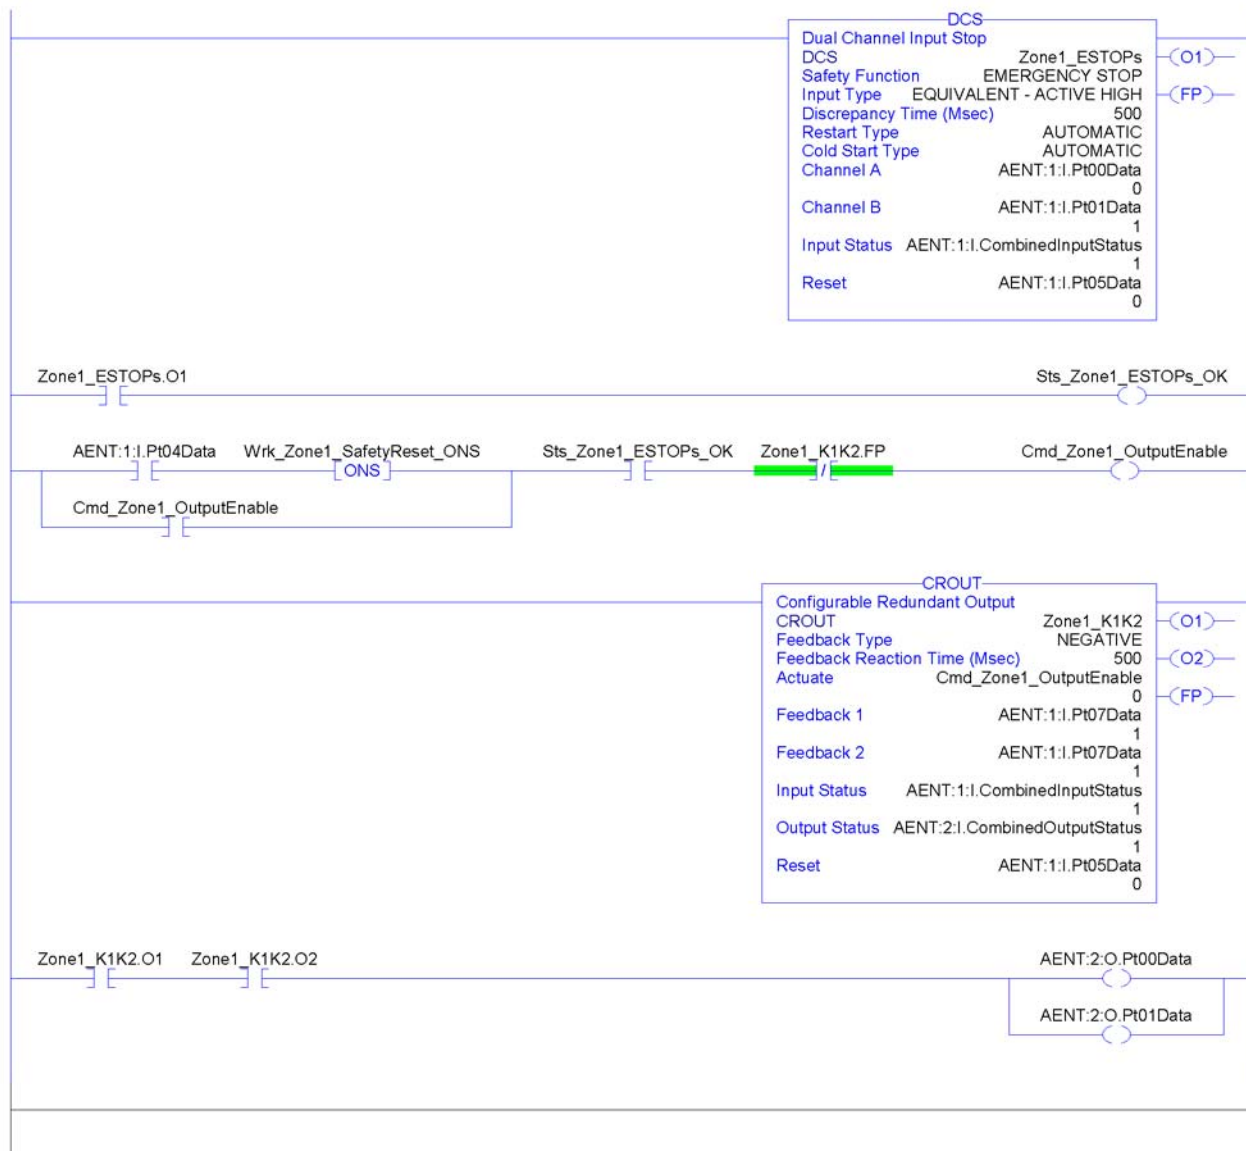 DCS
Dual Channel Input Stop
DCS Zone1_ESTOPs (O1)
Safety Function EMERGENCY STOP
Input Type EQUIVALENT - ACTIVE HIGH (FP)
Discrepancy Time (Msec) 500
Restart Type AUTOMATIC
Cold Start Type AUTOMATIC
Channel A AENT:1:I.Pt00Data
0
Channel B AENT:1:I.Pt01Data
1
Input Status AENT:1:I.CombinedInputStatus
1
Reset AENT:1:I.Pt05Data
0
Zone1_ESTOPs.O1 Sts_Zone1_ESTOPs_OK
AENT:1:I.Pt04Data Wrk_Zone1_SafetyReset_ONS Sts_Zone1_ESTOPs_OK Zone1_K1K2.FP Cmd_Zone1_OutputEnable
ONS /
Cmd_Zone1_OutputEnable
CROUT
Configurable Redundant Output
CROUT Zone1_K1K2 (O1)
Feedback Type NEGATIVE
Feedback Reaction Time (Msec) 500 (O2)
Actuate Cmd_Zone1_OutputEnable
0 (FP)
Feedback 1 AENT:1:I.Pt07Data
1
Feedback 2 AENT:1:I.Pt07Data
1
Input Status AENT:1:I.CombinedInputStatus
1
Output Status AENT:2:I.CombinedOutputStatus
1
Reset AENT:1:I.Pt05Data
0
Zone1_K1K2.O1 Zone1_K1K2.O2 AENT:2:O.Pt00Data
AENT:2:O.Pt01Data